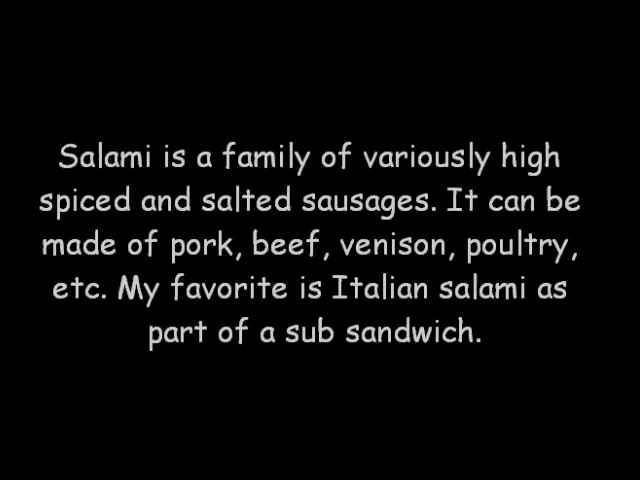 Salami is a family of variously high
spiced and salted sausages. It can be
made of pork, beef, venison, poultry,
etc. My favorite is Italian salami as
part of a sub sandwich.